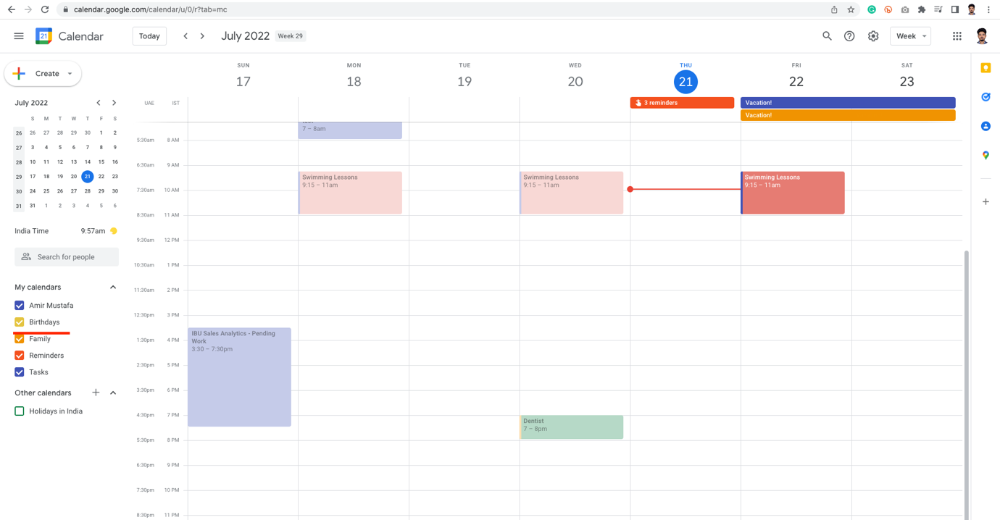 calendar.google.com/calendar/u/0/r?tab=mc
21 Calendar
Today
July 2022 Week 29
Week
Create
SUN MON TUE WED THU FRI SAT
17 18 19 20 21 22 23
UAE IST
3 reminders
Vacation!
Vacation!
July 2022
S M T W T F S
26 26 27 28 29 30 1 2
27 3 4 5 6 7 8 9
28 10 11 12 13 14 15 16
29 17 18 19 20 21 22 23
30 24 25 26 27 28 29 30
31 31 1 2 3 4 5 6
India Time 9:57am
Search for people
My calendars
Amir Mustafa
Birthdays
Family
Reminders
Tasks
Other calendars
Holidays in India
5:30am 8 AM
6:30am 9 AM
7:30am 10 AM
8:30am 11 AM
9:30am 12 PM
10:30am 1 PM
11:30am 2 PM
12:30pm 3 PM
1:30pm 4 PM
2:30pm 5 PM
3:30pm 6 PM
4:30pm 7 PM
5:30pm 8 PM
6:30pm 9 PM
7:30pm 10 PM
8:30pm 11 PM
7 – 8am
Swimming Lessons
9:15 – 11am
Swimming Lessons
9:15 – 11am
Swimming Lessons
9:15 – 11am
IBU Sales Analytics - Pending
Work
3:30 – 7:30pm
Dentist
7 – 8pm